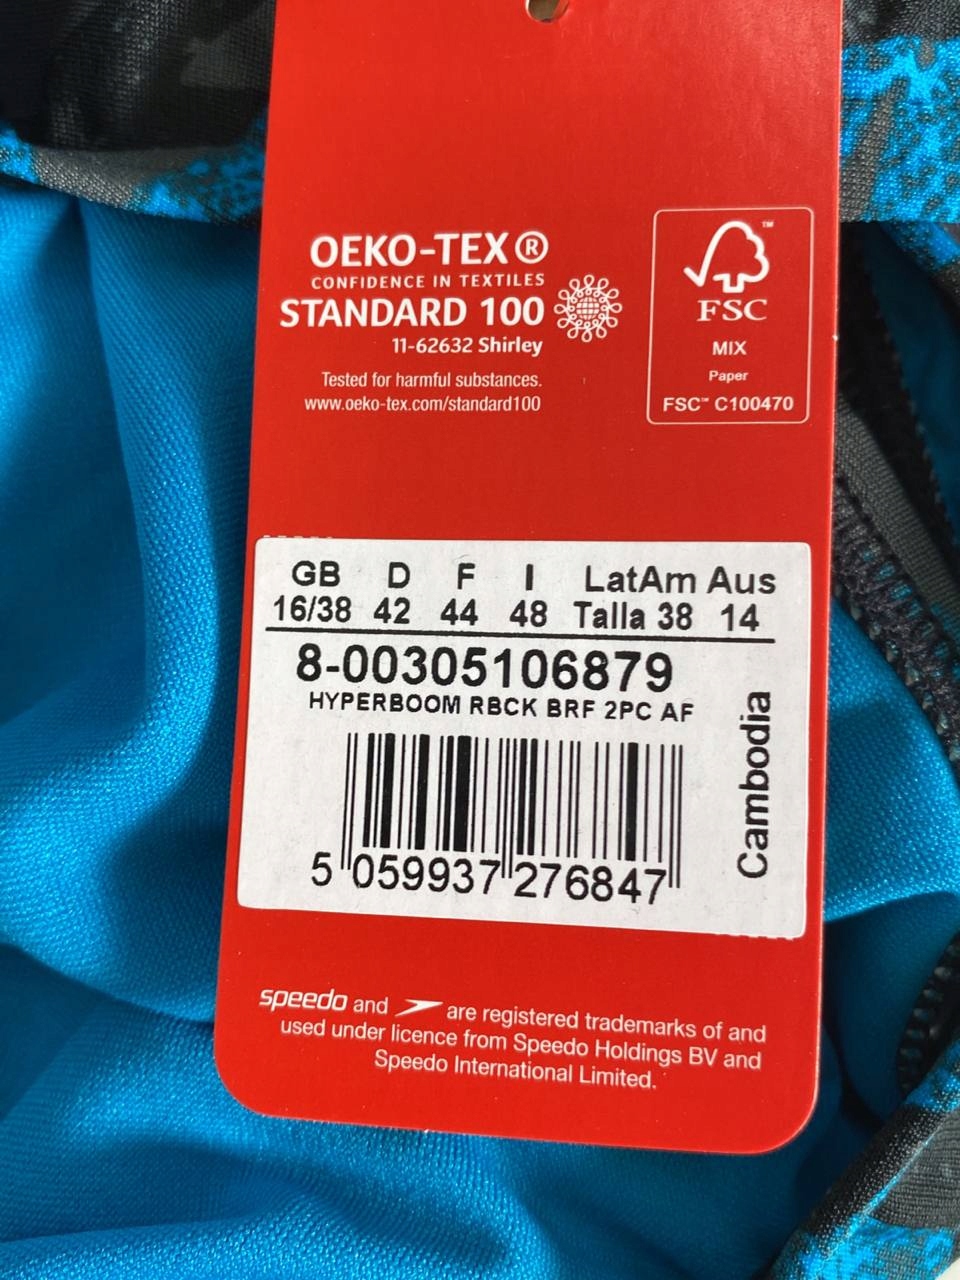 OEKO-TEX®
CONFIDENCE IN TEXTILES
STANDARD 100
11-62632 Shirley
Tested for harmful substances.
www.oeko-tex.com/standard100
™
FSC
MIX
Paper
FSC™ C100470
GB D F I LatAm Aus
16/38 42 44 48 Talla 38 14
8-00305106879
HYPERBOOM RBCK BRF 2PC AF
Cambodia
5 059937 276847
speedo and are registered trademarks of and
used under licence from Speedo Holdings BV and
Speedo International Limited.